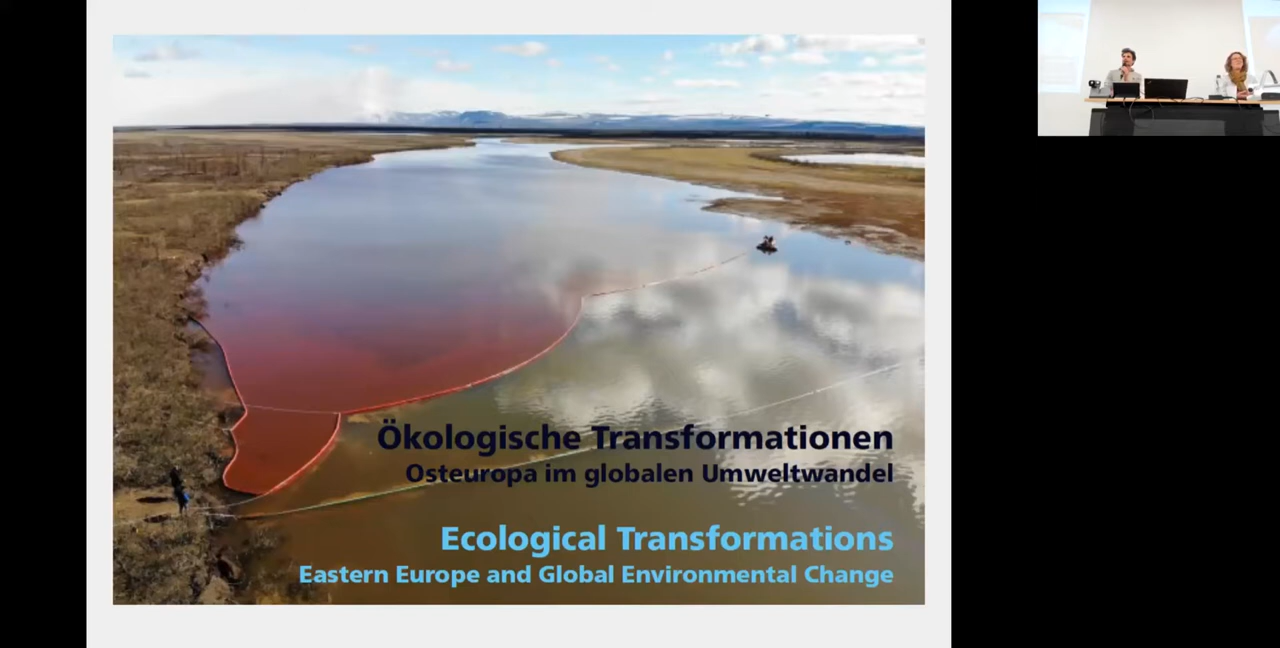 Ökologische Transformationen
Osteuropa im globalen Umweltwandel
Ecological Transformations
Eastern Europe and Global Environmental Change